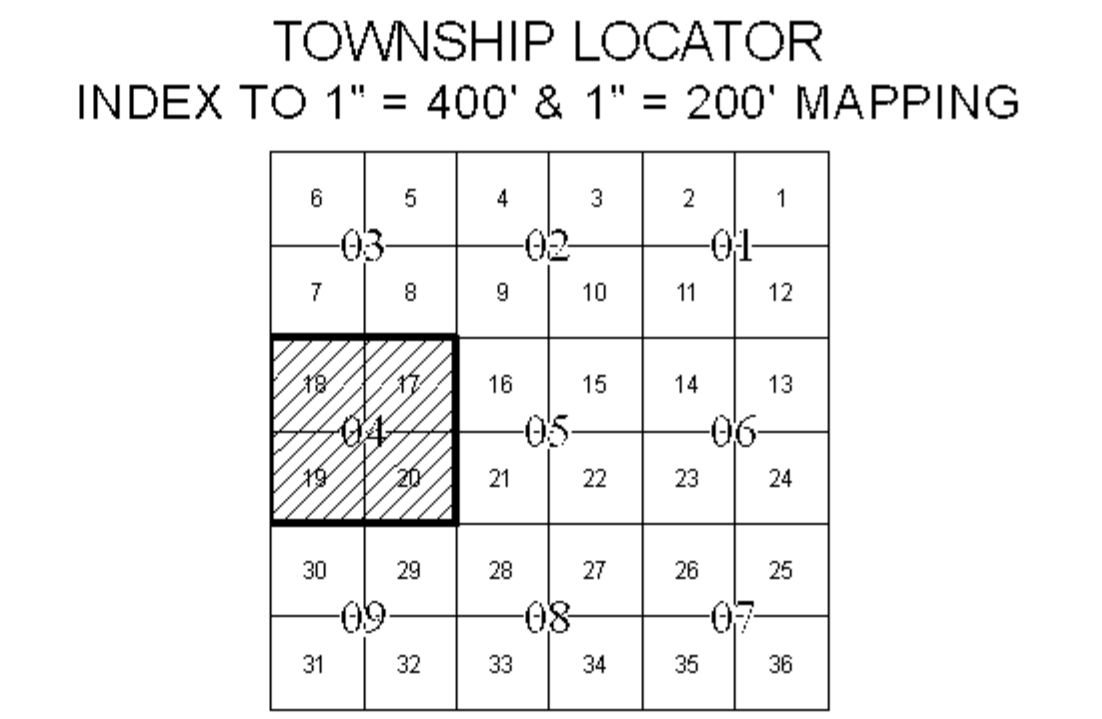 TOWNSHIP LOCATOR
INDEX TO 1" = 400' & 1" = 200' MAPPING
6 5 4 3 2 1
03 02 01
7 8 9 10 11 12
18 17 16 15 14 13
04 05 06
19 20 21 22 23 24
30 29 28 27 26 25
09 08 07
31 32 33 34 35 36